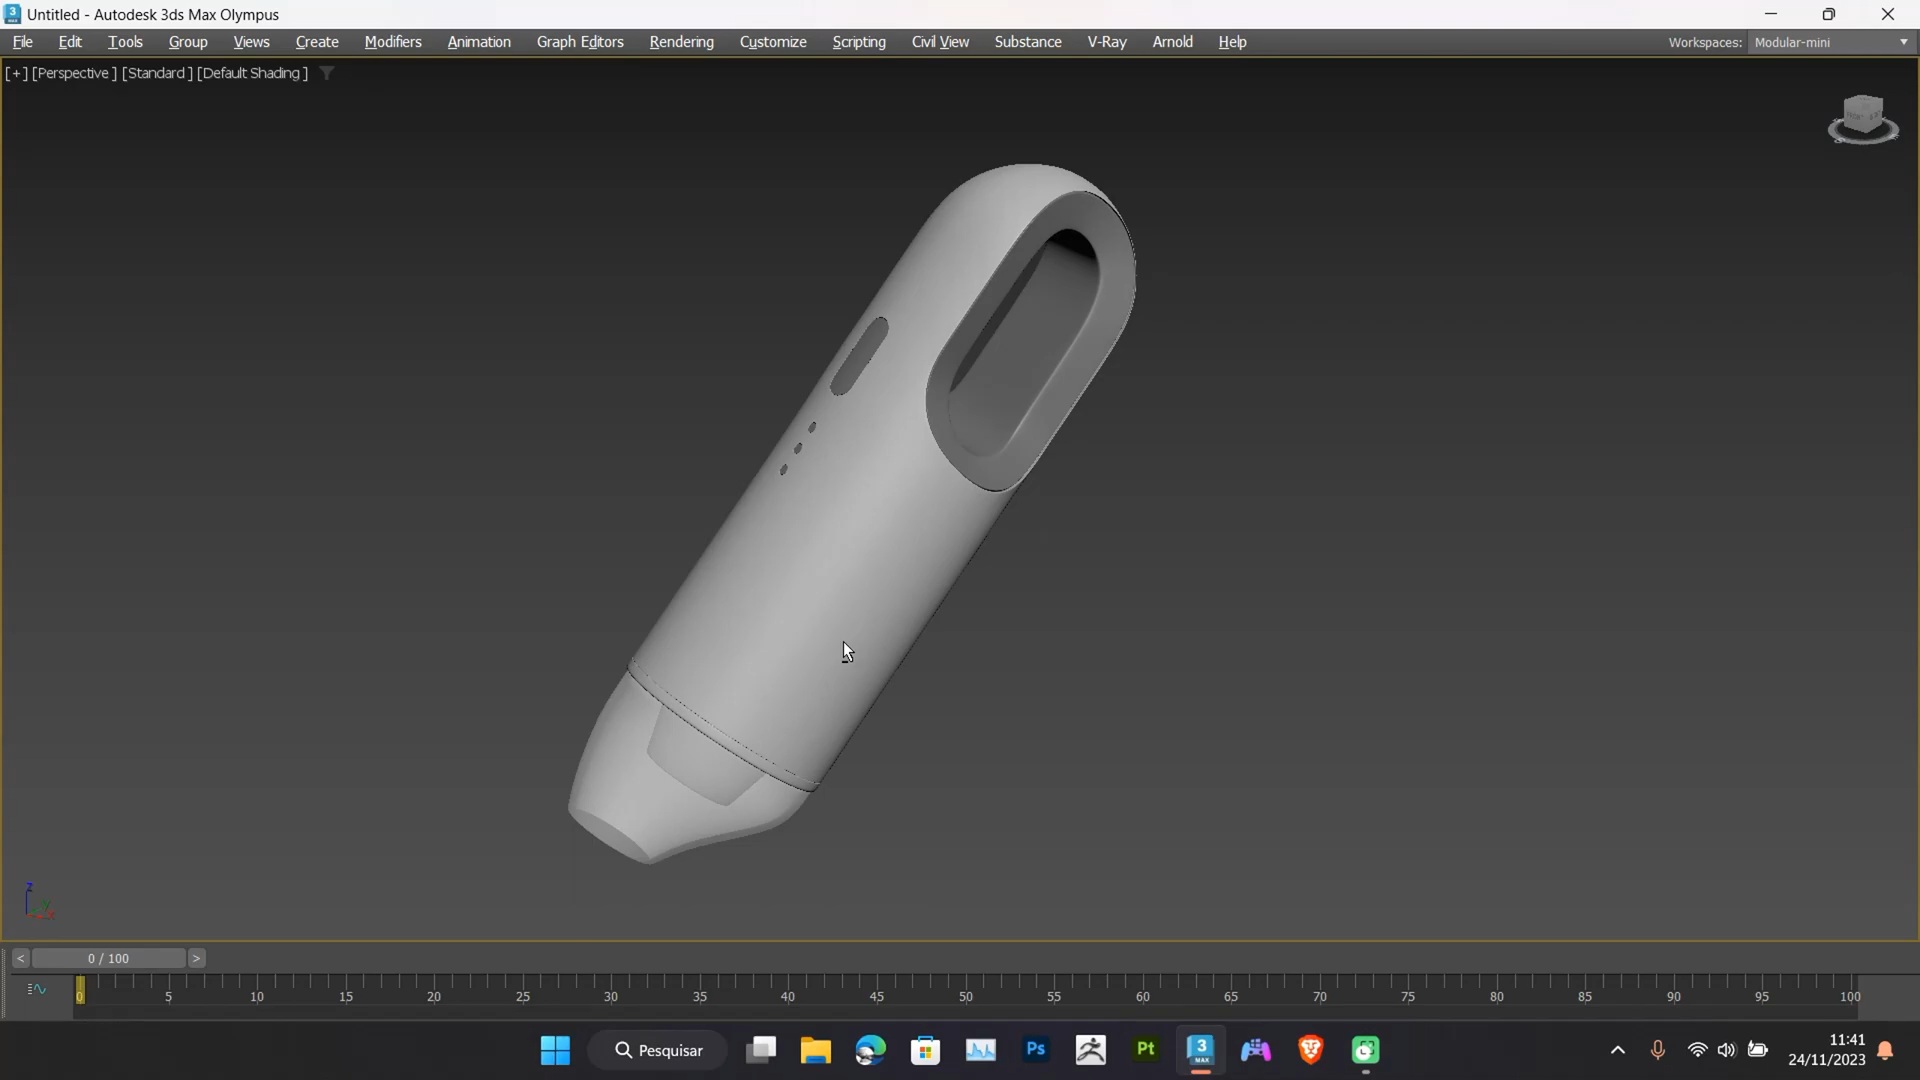 Untitled - Autodesk 3ds Max Olympus
File Edit Tools Group Views Create Modifiers Animation Graph Editors Rendering Customize Scripting Civil View Substance V-Ray Arnold Help Workspaces: Modular-mini
[+] [Perspective ] [Standard ] [Default Shading ]
z
y
x
< 0 / 100 >
0 5 10 15 20 25 30 35 40 45 50 55 60 65 70 75 80 85 90 95 100
Pesquisar Ps Pt 3 MAX 11:41
24/11/2023